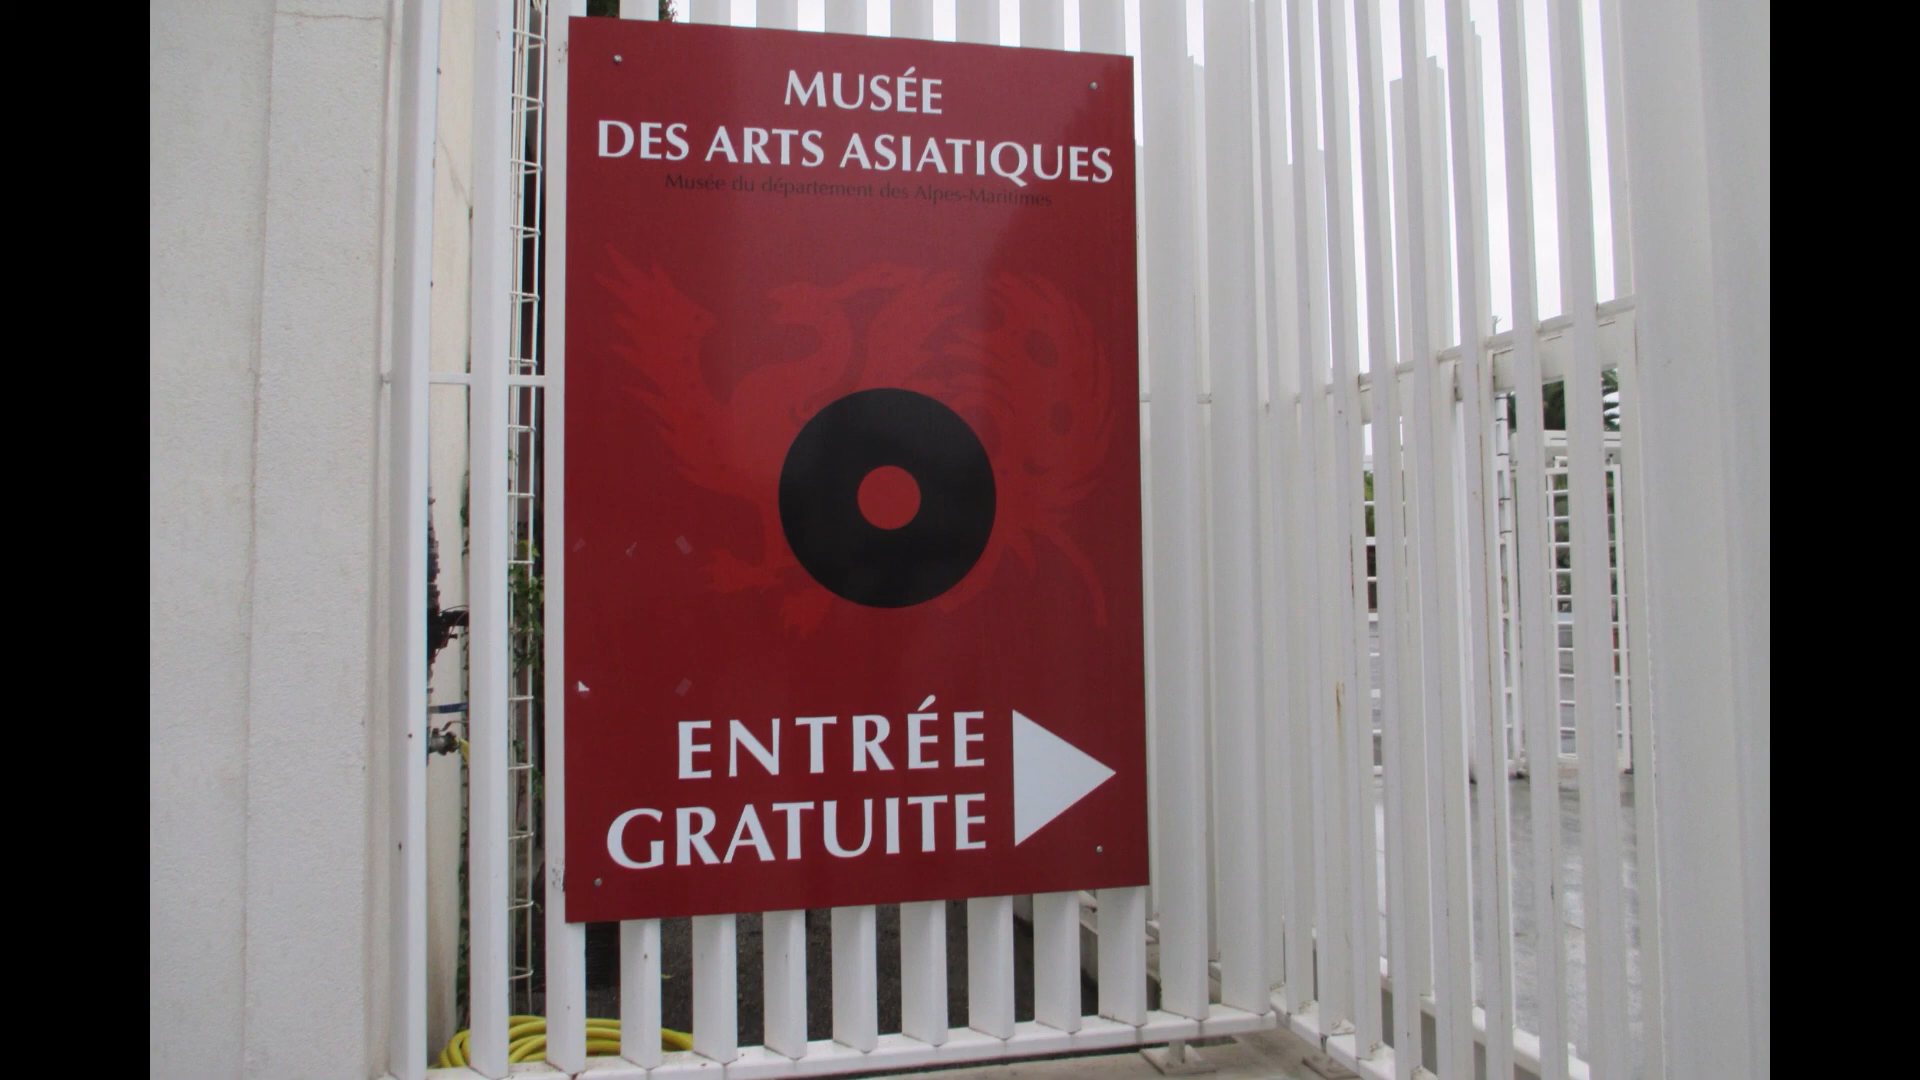 MUSÉE
DES ARTS ASIATIQUES
Musée du département des Alpes-Maritimes
ENTRÉE
GRATUITE